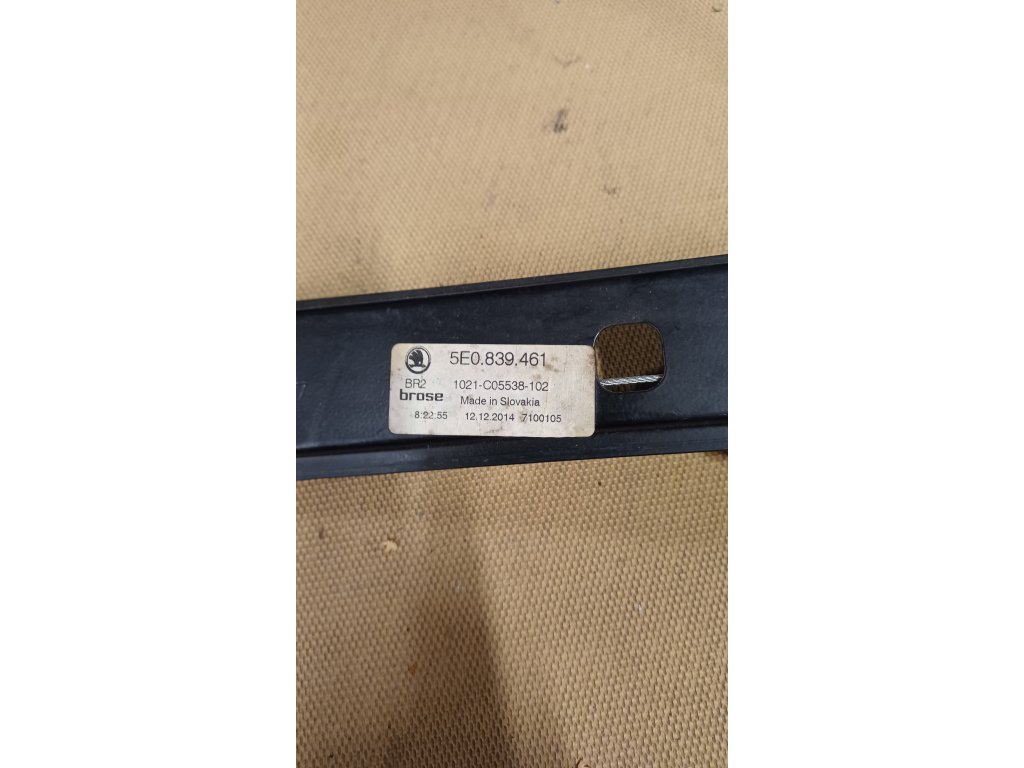 5E0.839.461
BR2 1021-C05538-102
brose Made in Slovakia
8:22:55 12.12.2014 7100105